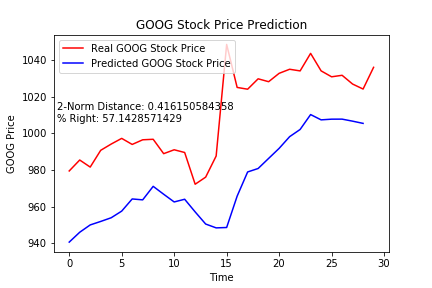 GOOG Stock Price Prediction
Real GOOG Stock Price
Predicted GOOG Stock Price
2-Norm Distance: 0.416150584358
% Right: 57.1428571429
GOOG Price
1040
1020
1000
980
960
940
0 5 10 15 20 25 30
Time